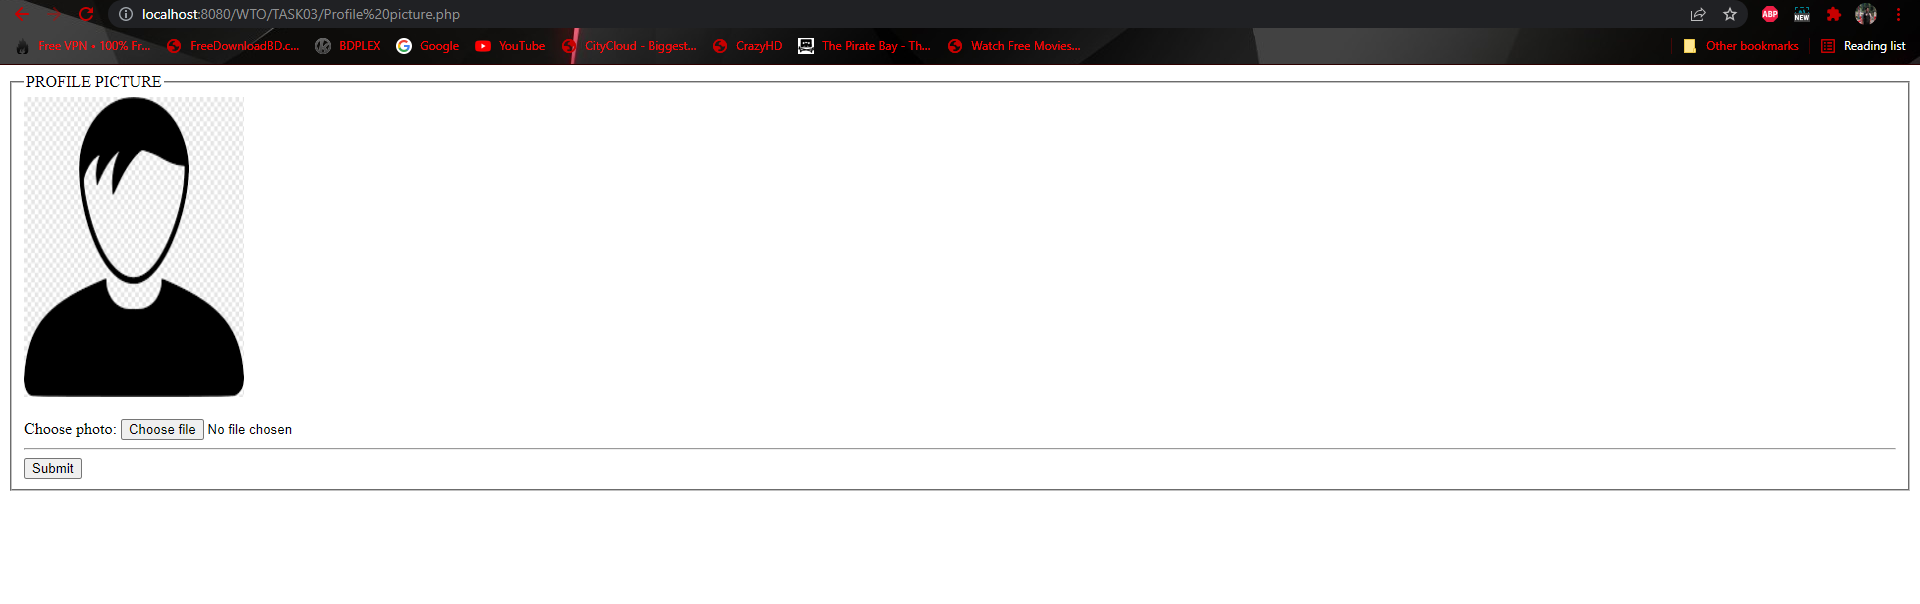 localhost:8080/WTO/TASK03/Profile%20picture.php
ABP
NEW
Free VPN • 100% Fr... FreeDownloadBD.c... BDPLEX Google YouTube CityCloud - Biggest... CrazyHD The Pirate Bay - Th... Watch Free Movies... Other bookmarks Reading list
PROFILE PICTURE
Choose photo: Choose file No file chosen
Submit